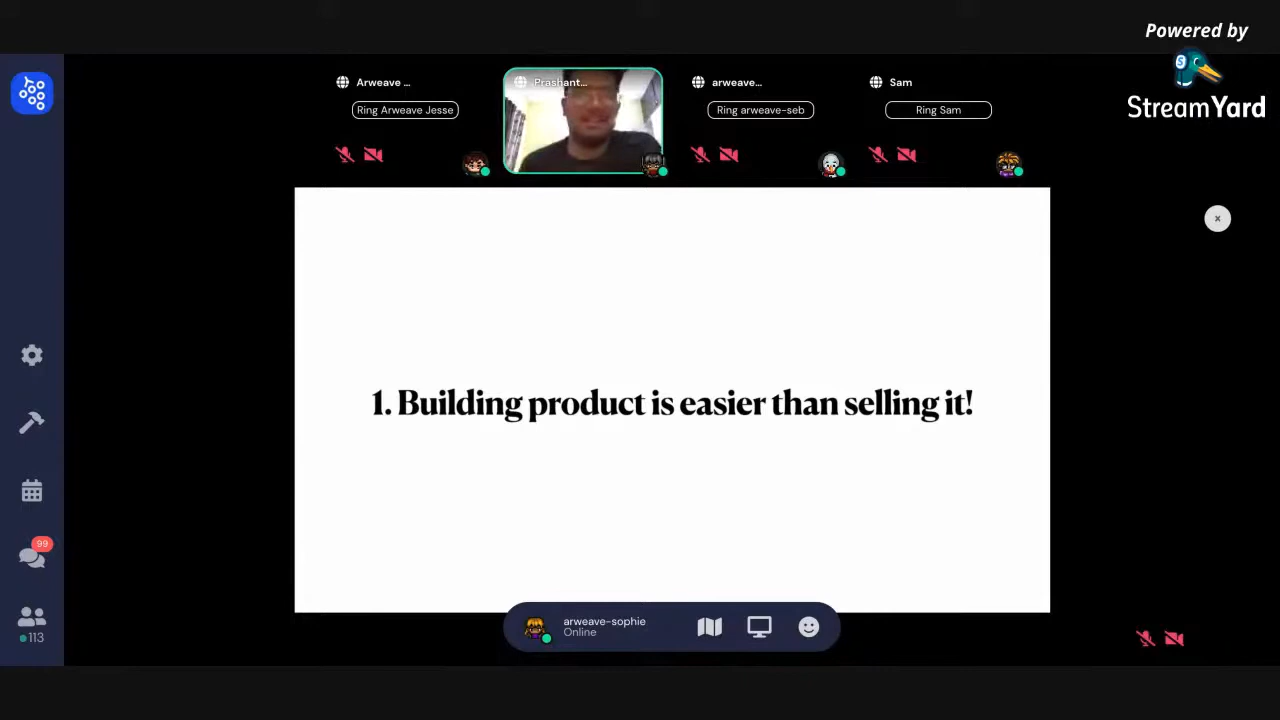 Powered by
StreamYard
Arweave ...
Prashant...
arweave...
Sam
Ring Arweave Jesse
Ring arweave-seb
Ring Sam
1. Building product is easier than selling it!
99
113
arweave-sophie
Online